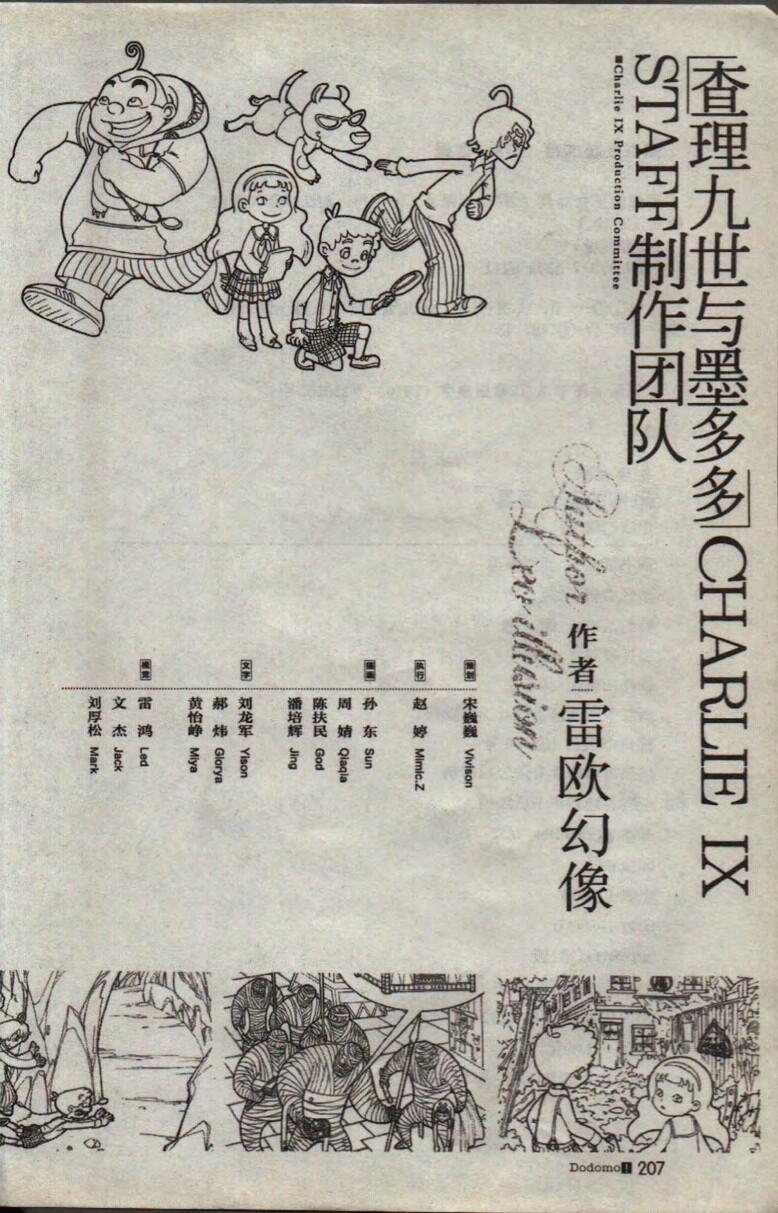 「查理九世与墨多多」CHARLIE IX
STAFF制作团队
■Charlie IX Production Committee
Author
作者 雷欧幻像
策划
宋巍巍 Vivison
执行
赵婷 Mimic.Z
插画
孙东 Sun
周婧 Qiaqia
陈扶民 God
潘培辉 Jing
文字
刘龙军 Yison
郝炜 Glorya
黄怡峥 Miya
视觉
雷鸿 Led
文杰 Jack
刘厚松 Mark
Dodomo! 207